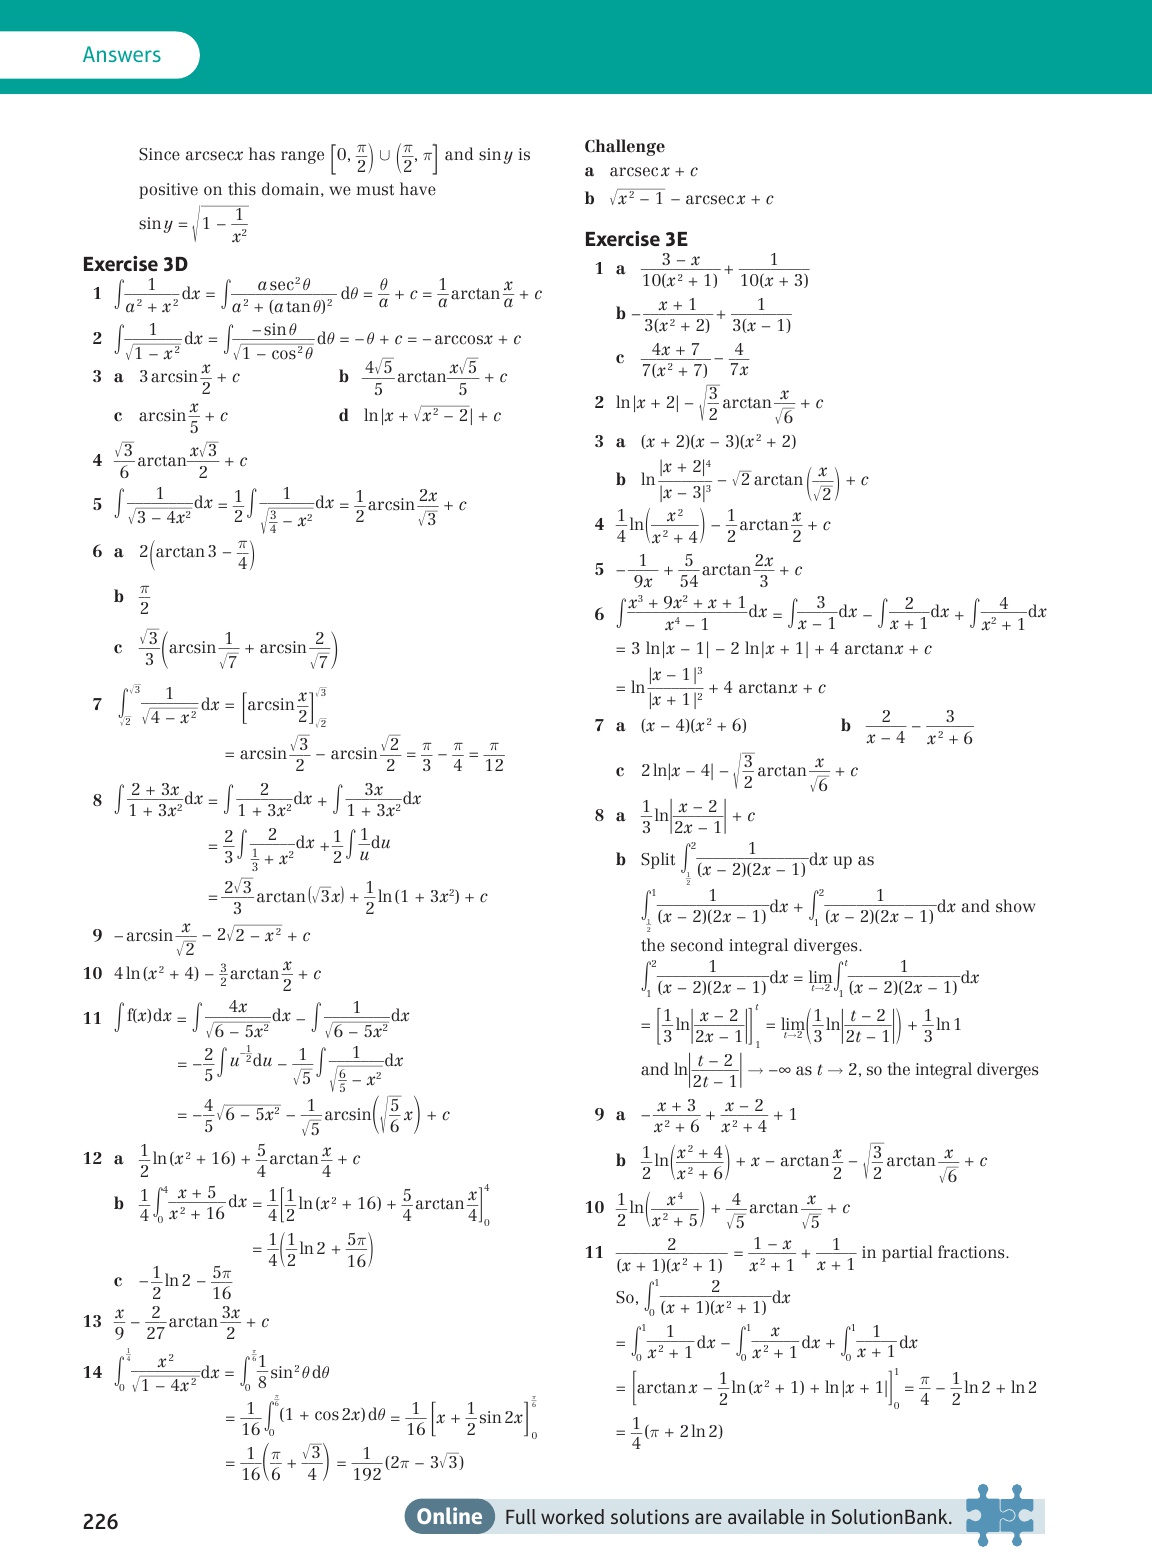 Answers
Since arcsecx has range [0, π/2) ∪ (π/2, π] and sin y is
positive on this domain, we must have
sin y = √(1 − 1/x²)
Exercise 3D
1 ∫ 1/(a² + x²) dx = ∫ a sec²θ/(a² + (a tan θ)²) dθ = θ/a + c = 1/a arctan x/a + c
2 ∫ 1/√(1 − x²) dx = ∫ −sin θ/√(1 − cos²θ) dθ = −θ + c = −arccosx + c
3 a 3 arcsin x/2 + c b 4√5/5 arctan x√5/5 + c
c arcsin x/5 + c d ln|x + √(x² − 2)| + c
4 √3/6 arctan x√3/2 + c
5 ∫ 1/√(3 − 4x²) dx = 1/2 ∫ 1/√(3/4 − x²) dx = 1/2 arcsin 2x/√3 + c
6 a 2(arctan 3 − π/4)
b π/2
c √3/3 (arcsin 1/√7 + arcsin 2/√7)
7 ∫_√2^√3 1/√(4 − x²) dx = [arcsin x/2]_√2^√3
= arcsin √3/2 − arcsin √2/2 = π/3 − π/4 = π/12
8 ∫ (2 + 3x)/(1 + 3x²) dx = ∫ 2/(1 + 3x²) dx + ∫ 3x/(1 + 3x²) dx
= 2/3 ∫ 2/(1/3 + x²) dx + 1/2 ∫ 1/u du
= 2√3/3 arctan(√3x) + 1/2 ln(1 + 3x²) + c
9 −arcsin x/√2 − 2√(2 − x²) + c
10 4 ln(x² + 4) − 3/2 arctan x/2 + c
11 ∫ f(x)dx = ∫ 4x/√(6 − 5x²) dx − ∫ 1/√(6 − 5x²) dx
= −2/5 ∫ u^(−1/2) du − 1/√5 ∫ 1/√(6/5 − x²) dx
= −4/5 √(6 − 5x²) − 1/√5 arcsin(√(5/6) x) + c
12 a 1/2 ln(x² + 16) + 5/4 arctan x/4 + c
b 1/4 ∫_0^4 (x + 5)/(x² + 16) dx = 1/4 [1/2 ln(x² + 16) + 5/4 arctan x/4]_0^4
= 1/4 (1/2 ln 2 + 5π/16)
c −1/2 ln 2 − 5π/16
13 x/9 − 2/27 arctan 3x/2 + c
14 ∫_0^(1/4) x²/√(1 − 4x²) dx = ∫_0^(π/6) 1/8 sin²θ dθ
= 1/16 ∫_0^(π/6) (1 + cos 2x) dθ = 1/16 [x + 1/2 sin 2x]_0^(π/6)
= 1/16 (π/6 + √3/4) = 1/192 (2π − 3√3)
Challenge
a arcsec x + c
b √(x² − 1) − arcsec x + c
Exercise 3E
1 a (3 − x)/(10(x² + 1)) + 1/(10(x + 3))
b −(x + 1)/(3(x² + 2)) + 1/(3(x − 1))
c (4x + 7)/(7(x² + 7)) − 4/(7x)
2 ln|x + 2| − √(3/2) arctan x/√6 + c
3 a (x + 2)(x − 3)(x² + 2)
b ln |x + 2|⁴/|x − 3|³ − √2 arctan(x/√2) + c
4 1/4 ln(x²/(x² + 4)) − 1/2 arctan x/2 + c
5 −1/(9x) + 5/54 arctan 2x/3 + c
6 ∫ (x³ + 9x² + x + 1)/(x⁴ − 1) dx = ∫ 3/(x − 1) dx − ∫ 2/(x + 1) dx + ∫ 4/(x² + 1) dx
= 3 ln|x − 1| − 2 ln|x + 1| + 4 arctanx + c
= ln |x − 1|³/|x + 1|² + 4 arctanx + c
7 a (x − 4)(x² + 6) b 2/(x − 4) − 3/(x² + 6)
c 2 ln|x − 4| − √(3/2) arctan x/√6 + c
8 a 1/3 ln|(x − 2)/(2x − 1)| + c
b Split ∫_(1/2)^2 1/((x − 2)(2x − 1)) dx up as
∫_(1/2)^1 1/((x − 2)(2x − 1)) dx + ∫_1^2 1/((x − 2)(2x − 1)) dx and show
the second integral diverges.
∫_1^2 1/((x − 2)(2x − 1)) dx = lim_(t→2) ∫_1^t 1/((x − 2)(2x − 1)) dx
= [1/3 ln|(x − 2)/(2x − 1)|]_1^t = lim_(t→2) (1/3 ln|(t − 2)/(2t − 1)|) + 1/3 ln 1
and ln|(t − 2)/(2t − 1)| → −∞ as t → 2, so the integral diverges
9 a −(x + 3)/(x² + 6) + (x − 2)/(x² + 4) + 1
b 1/2 ln((x² + 4)/(x² + 6)) + x − arctan x/2 − √(3/2) arctan x/√6 + c
10 1/2 ln(x⁴/(x² + 5)) + 4/√5 arctan x/√5 + c
11 2/((x + 1)(x² + 1)) = (1 − x)/(x² + 1) + 1/(x + 1) in partial fractions.
So, ∫_0^1 2/((x + 1)(x² + 1)) dx
= ∫_0^1 1/(x² + 1) dx − ∫_0^1 x/(x² + 1) dx + ∫_0^1 1/(x + 1) dx
= [arctan x − 1/2 ln(x² + 1) + ln|x + 1|]_0^1 = π/4 − 1/2 ln 2 + ln 2
= 1/4 (π + 2 ln 2)
226
Online Full worked solutions are available in SolutionBank.